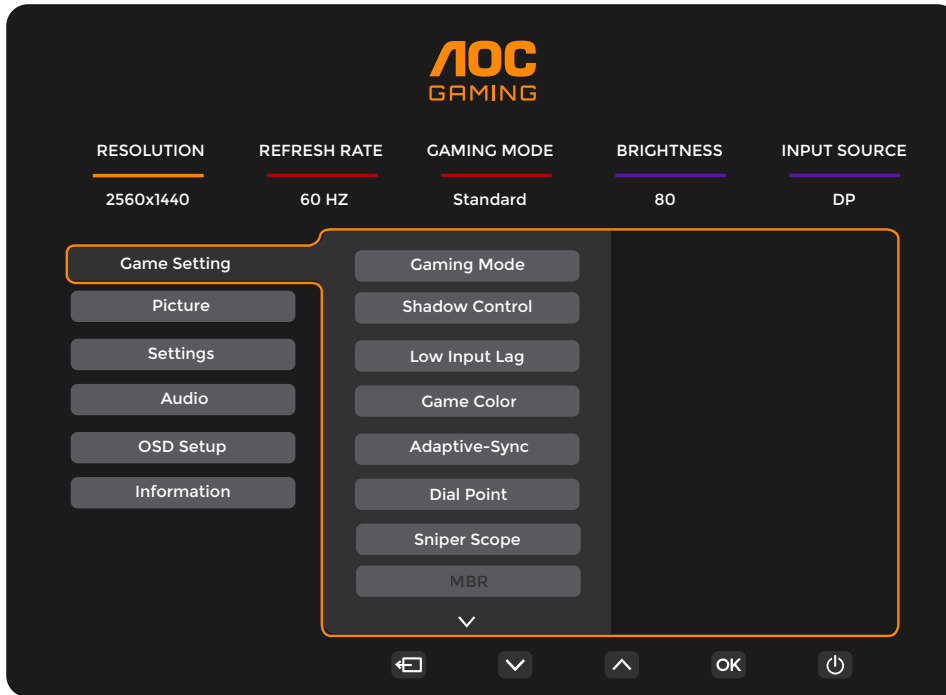 AOC
GAMING
RESOLUTION REFRESH RATE GAMING MODE BRIGHTNESS INPUT SOURCE
2560x1440 60 HZ Standard 80 DP
Game Setting
Picture
Settings
Audio
OSD Setup
Information
Gaming Mode
Shadow Control
Low Input Lag
Game Color
Adaptive-Sync
Dial Point
Sniper Scope
MBR
OK